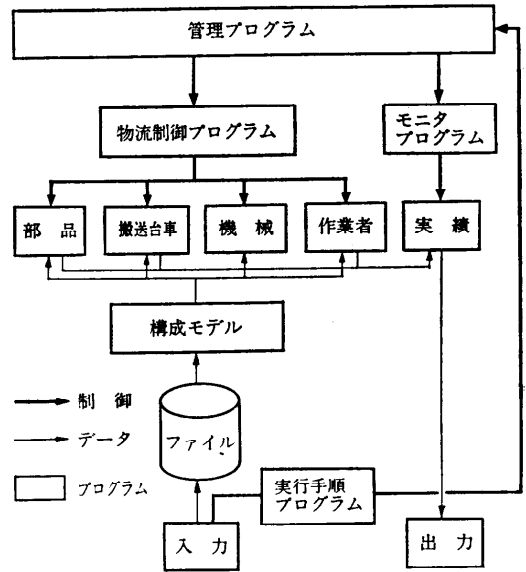 管理プログラム
物流制御プログラム
モニタ
プログラム
部 品
搬送台車
機 械
作業者
実 績
構成モデル
制 御
データ
プログラム
ファイル
実行手順
プログラム
入 力
出 力